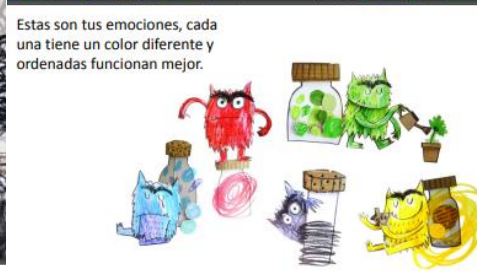 Estas son tus emociones, cada
una tiene un color diferente y
ordenadas funcionan mejor.